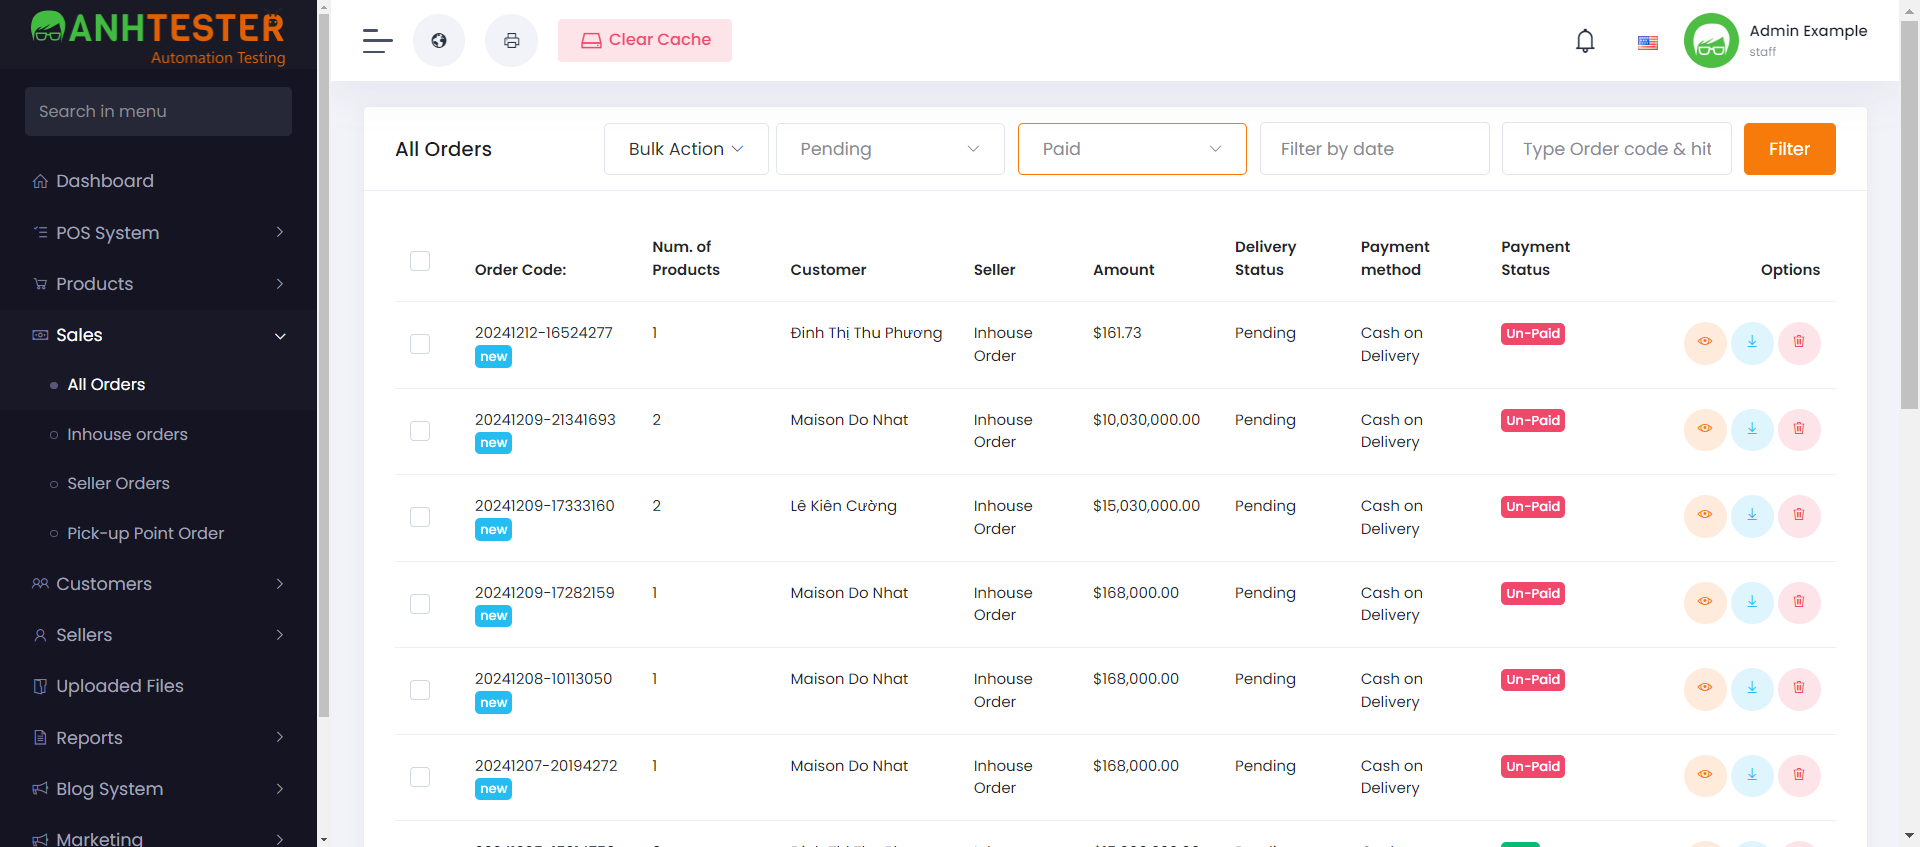 ANHTESTER
Automation Testing
Search in menu
Dashboard
POS System
Products
Sales
All Orders
Inhouse orders
Seller Orders
Pick-up Point Order
Customers
Sellers
Uploaded Files
Reports
Blog System
Marketing
Clear Cache
Admin Example
staff
All Orders
Bulk Action
Pending
Paid
Filter by date
Type Order code & hit
Filter
Order Code: Num. of Products Customer Seller Amount Delivery Status Payment method Payment Status Options
20241212-16524277 new 1 Đinh Thị Thu Phương Inhouse Order $161.73 Pending Cash on Delivery Un-Paid
20241209-21341693 new 2 Maison Do Nhat Inhouse Order $10,030,000.00 Pending Cash on Delivery Un-Paid
20241209-17333160 new 2 Lê Kiên Cường Inhouse Order $15,030,000.00 Pending Cash on Delivery Un-Paid
20241209-17282159 new 1 Maison Do Nhat Inhouse Order $168,000.00 Pending Cash on Delivery Un-Paid
20241208-10113050 new 1 Maison Do Nhat Inhouse Order $168,000.00 Pending Cash on Delivery Un-Paid
20241207-20194272 new 1 Maison Do Nhat Inhouse Order $168,000.00 Pending Cash on Delivery Un-Paid